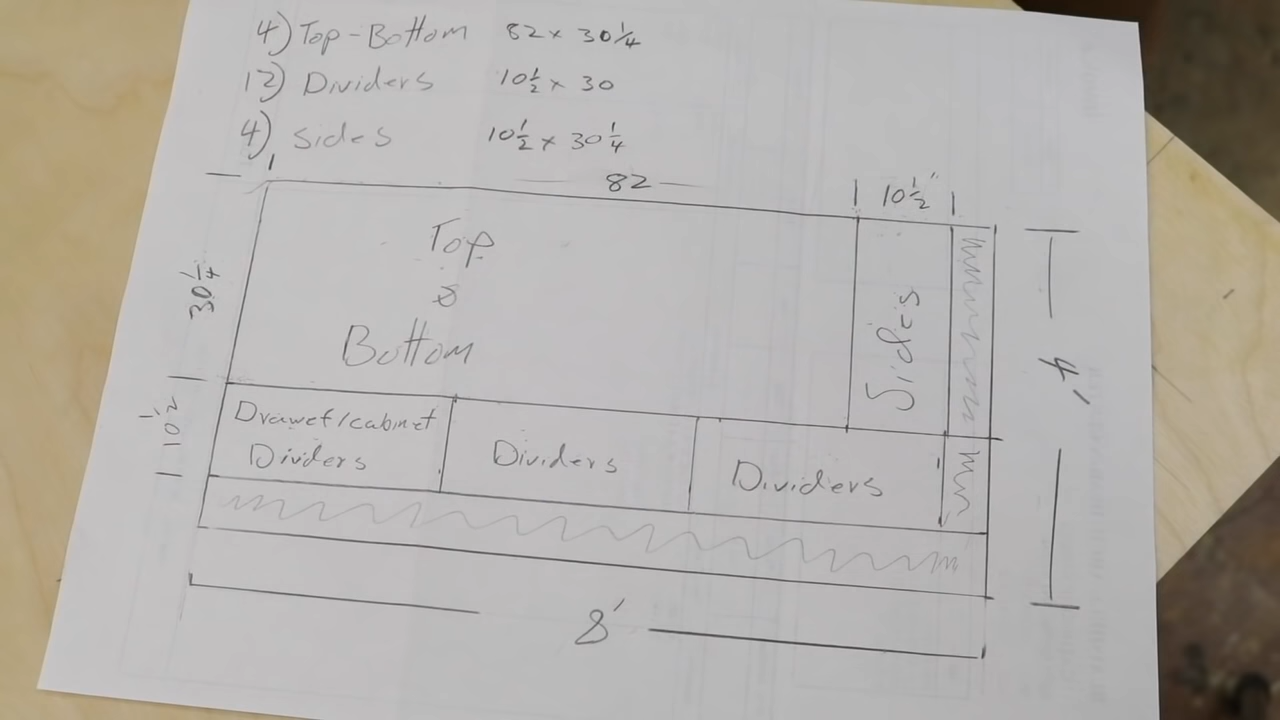 4) Top-Bottom 82 x 30 1/4
12) Dividers 10 1/2 x 30
4) Sides 10 1/2 x 30 1/4
82
10 1/2"
Top
&
Bottom
Sides
30 1/4
4'
10 1/2
Drawer/cabinet
Dividers
Dividers
Dividers
8'